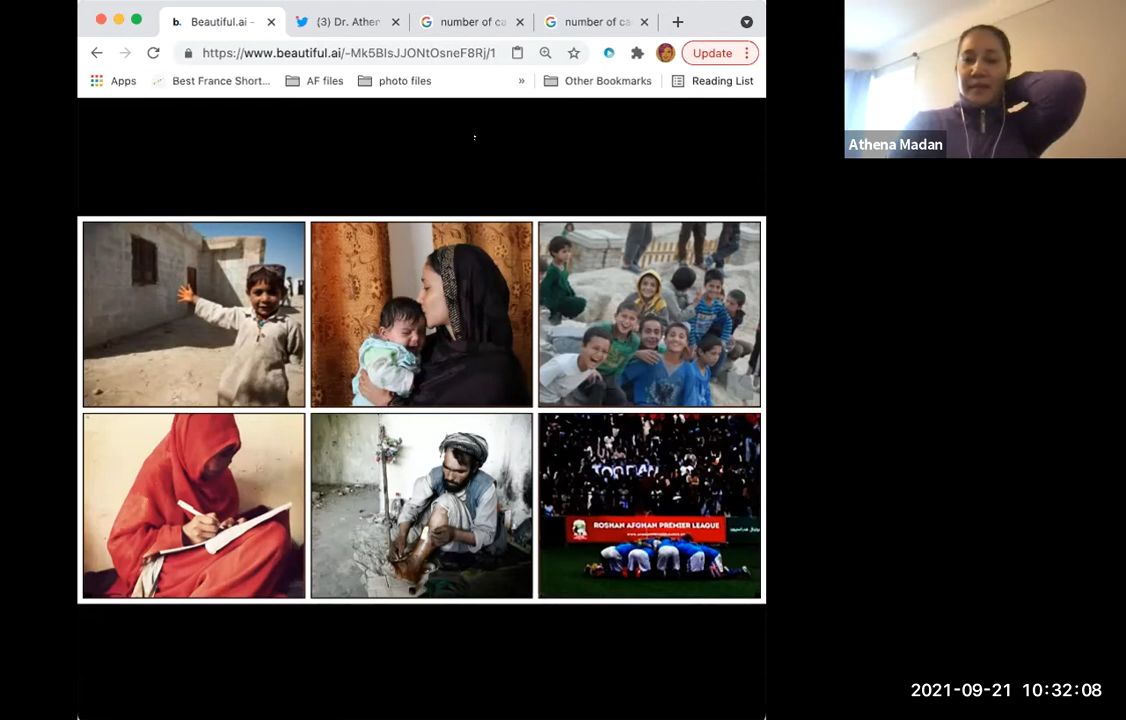 b. Beautiful.ai -
(3) Dr. Ather
number of ca
number of ca
https://www.beautiful.ai/-Mk5BIsJJONtOsneF8Rj/1
Update
Apps
Best France Short...
AF files
photo files
»
Other Bookmarks
Reading List
Athena Madan
ROSHAN AFGHAN PREMIER LEAGUE
2021-09-21 10:32:08